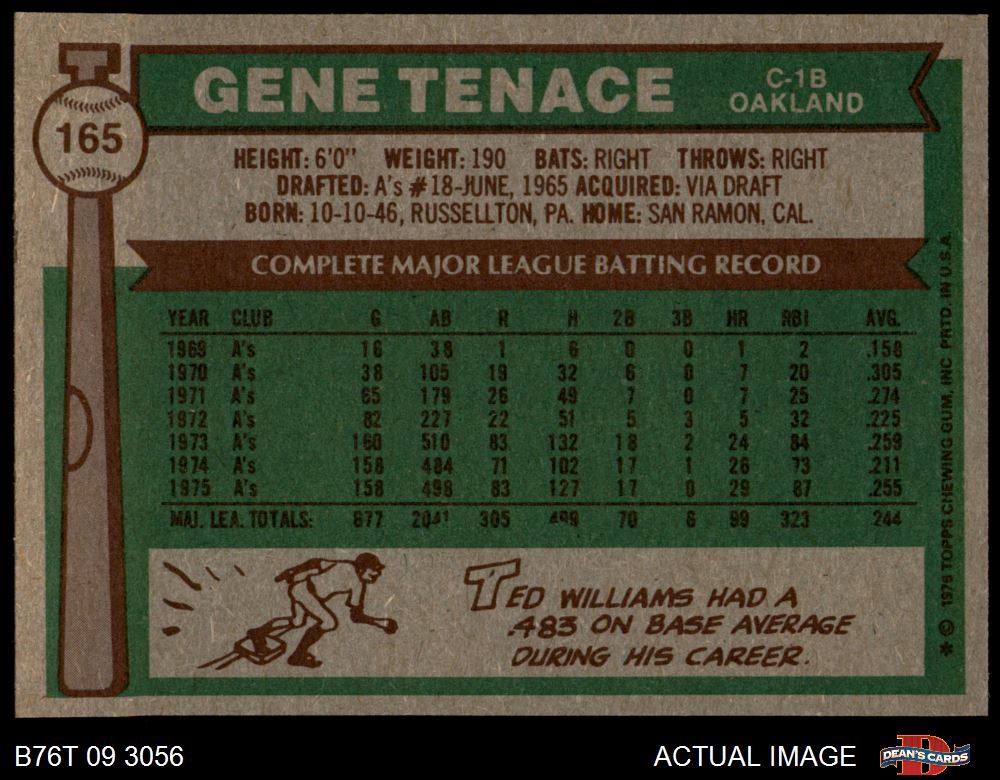 GENE TENACE
C-1B
OAKLAND
165
HEIGHT: 6'0" WEIGHT: 190 BATS: RIGHT THROWS: RIGHT
DRAFTED: A's #18-JUNE, 1965 ACQUIRED: VIA DRAFT
BORN: 10-10-46, RUSSELLTON, PA. HOME: SAN RAMON, CAL.
COMPLETE MAJOR LEAGUE BATTING RECORD
YEAR CLUB G AB R H 2B 3B HR RBI AVG.
1969 A's 16 38 1 6 0 0 1 2 .158
1970 A's 38 105 19 32 6 0 7 20 .305
1971 A's 65 179 26 49 7 0 7 25 .274
1972 A's 82 227 22 51 5 3 5 32 .225
1973 A's 160 510 83 132 18 2 24 84 .259
1974 A's 158 484 71 102 17 1 26 73 .211
1975 A's 158 498 83 127 17 0 29 87 .255
MAJ. LEA. TOTALS: 677 2041 305 499 70 6 99 323 .244
TED WILLIAMS HAD A
.483 ON BASE AVERAGE
DURING HIS CAREER.
* © 1976 TOPPS CHEWING GUM, INC. PRTD. IN U.S.A.
B76T 09 3056
ACTUAL IMAGE
DEAN'S CARDS